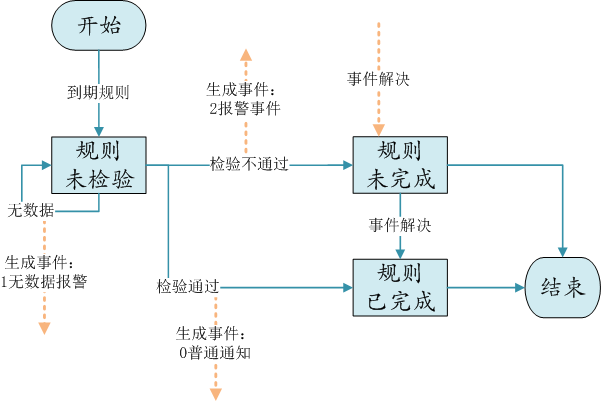 开始
到期规则
生成事件：
2报警事件
事件解决
规则
未检验
检验不通过
规则
未完成
无数据
事件解决
生成事件：
1无数据报警
检验通过
规则
已完成
结束
生成事件：
0普通通知